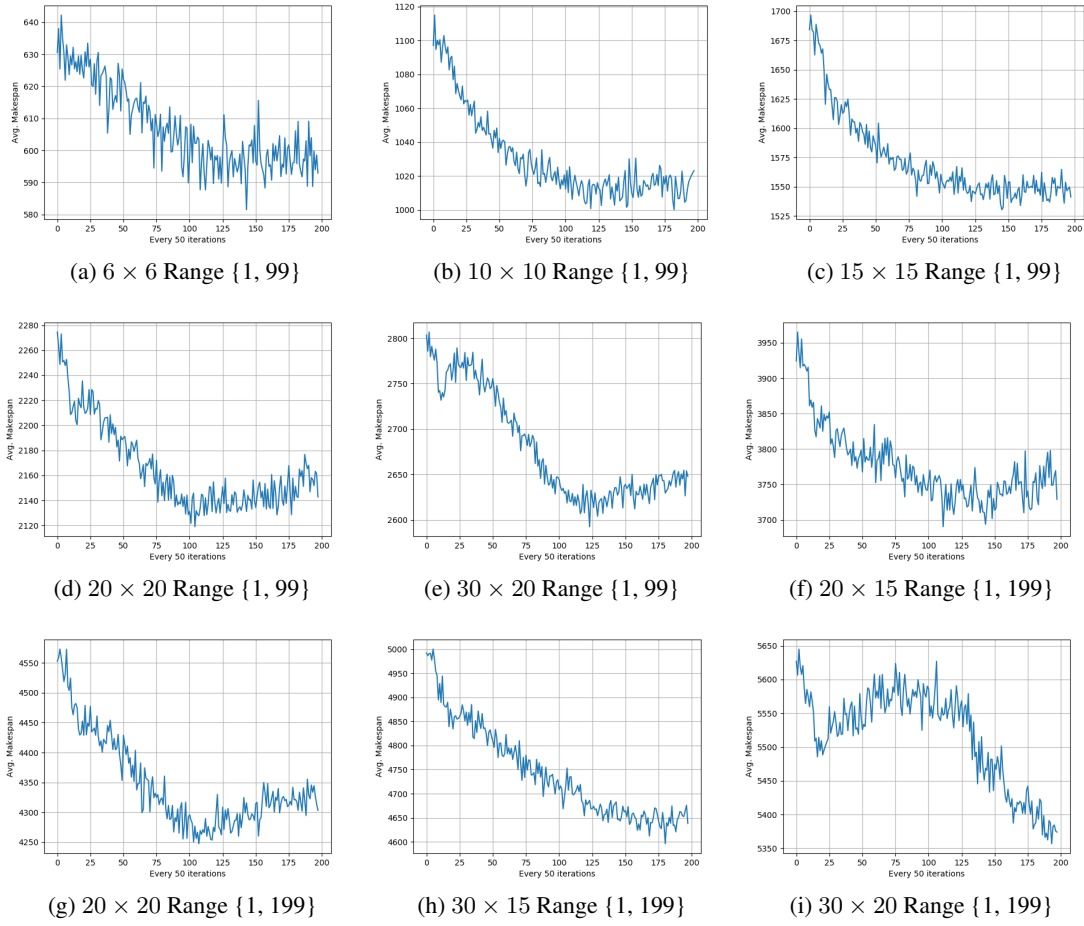 640
630
620
610
600
590
580
Avg. Makespan
0 25 50 75 100 125 150 175 200
Every 50 iterations
(a) 6 × 6 Range {1, 99}
1120
1100
1080
1060
1040
1020
1000
Avg. Makespan
0 25 50 75 100 125 150 175 200
Every 50 iterations
(b) 10 × 10 Range {1, 99}
1700
1675
1650
1625
1600
1575
1550
1525
Avg. Makespan
0 25 50 75 100 125 150 175 200
Every 50 iterations
(c) 15 × 15 Range {1, 99}
2280
2260
2240
2220
2200
2180
2160
2140
2120
Avg. Makespan
0 25 50 75 100 125 150 175 200
Every 50 iterations
(d) 20 × 20 Range {1, 99}
2800
2750
2700
2650
2600
Avg. Makespan
0 25 50 75 100 125 150 175 200
Every 50 iterations
(e) 30 × 20 Range {1, 99}
3950
3900
3850
3800
3750
3700
Avg. Makespan
0 25 50 75 100 125 150 175 200
Every 50 iterations
(f) 20 × 15 Range {1, 199}
4550
4500
4450
4400
4350
4300
4250
Avg. Makespan
0 25 50 75 100 125 150 175 200
Every 50 iterations
(g) 20 × 20 Range {1, 199}
5000
4950
4900
4850
4800
4750
4700
4650
4600
Avg. Makespan
0 25 50 75 100 125 150 175 200
Every 50 iterations
(h) 30 × 15 Range {1, 199}
5650
5600
5550
5500
5450
5400
5350
Avg. Makespan
0 25 50 75 100 125 150 175 200
Every 50 iterations
(i) 30 × 20 Range {1, 199}